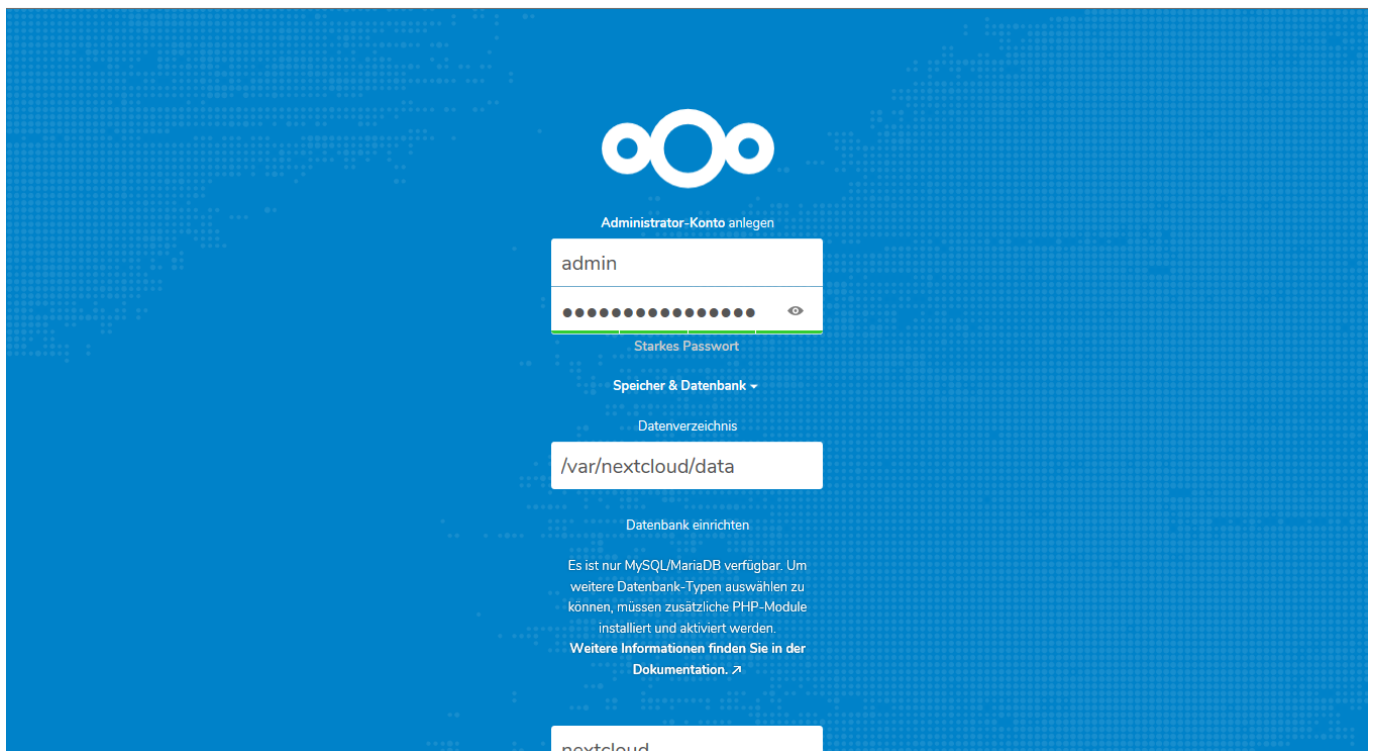 Administrator-Konto anlegen
admin
Starkes Passwort
Speicher & Datenbank
Datenverzeichnis
/var/nextcloud/data
Datenbank einrichten
Es ist nur MySQL/MariaDB verfügbar. Um
weitere Datenbank-Typen auswählen zu
können, müssen zusätzliche PHP-Module
installiert und aktiviert werden.
Weitere Informationen finden Sie in der
Dokumentation. ↗
nextcloud